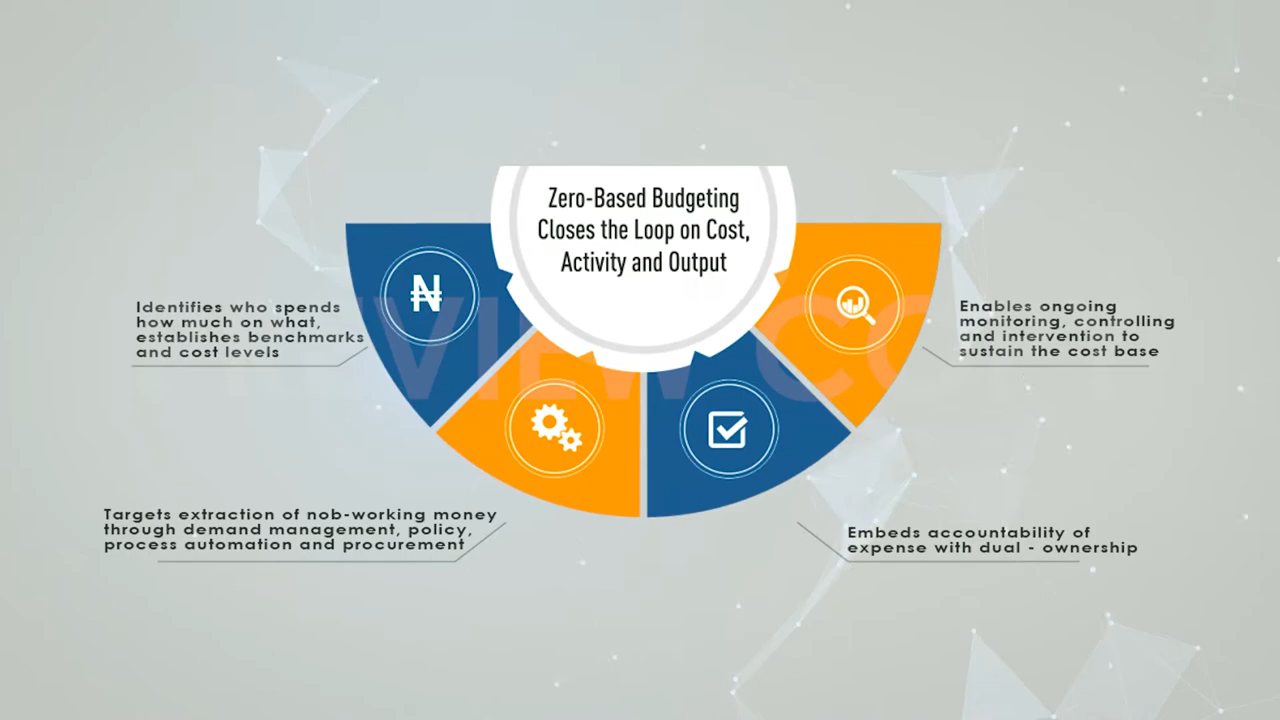 Zero-Based Budgeting
Closes the Loop on Cost,
Activity and Output
₦
Identifies who spends
how much on what,
establishes benchmarks
and cost levels
Enables ongoing
monitoring, controlling
and intervention to
sustain the cost base
Targets extraction of nob-working money
through demand management, policy,
process automation and procurement
Embeds accountability of
expense with dual - ownership